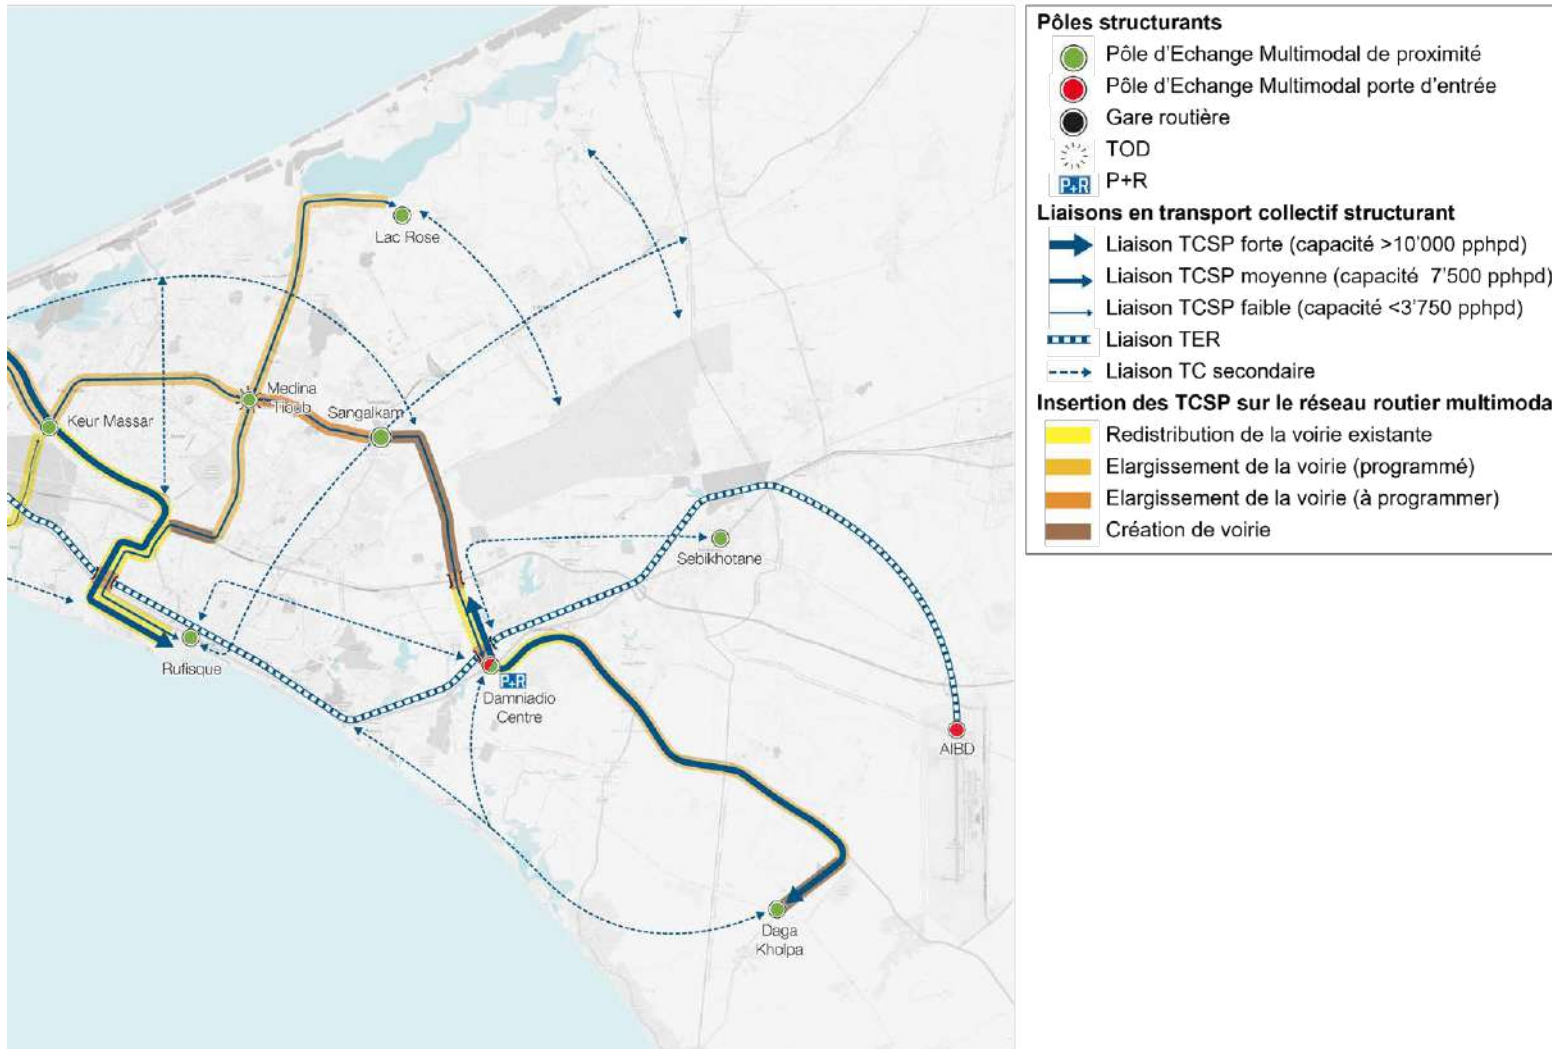 Lac Rose
Medina
Tioub
Sangalkam
Keur Massar
Sebikhotane
Rufisque
P+R
Damniadio
Centre
AIBD
Daga
Kholpa
Pôles structurants
Pôle d'Echange Multimodal de proximité
Pôle d'Echange Multimodal porte d'entrée
Gare routière
TOD
P+R P+R
Liaisons en transport collectif structurant
Liaison TCSP forte (capacité >10'000 pphpd)
Liaison TCSP moyenne (capacité 7'500 pphpd)
Liaison TCSP faible (capacité <3'750 pphpd)
Liaison TER
Liaison TC secondaire
Insertion des TCSP sur le réseau routier multimoda
Redistribution de la voirie existante
Elargissement de la voirie (programmé)
Elargissement de la voirie (à programmer)
Création de voirie